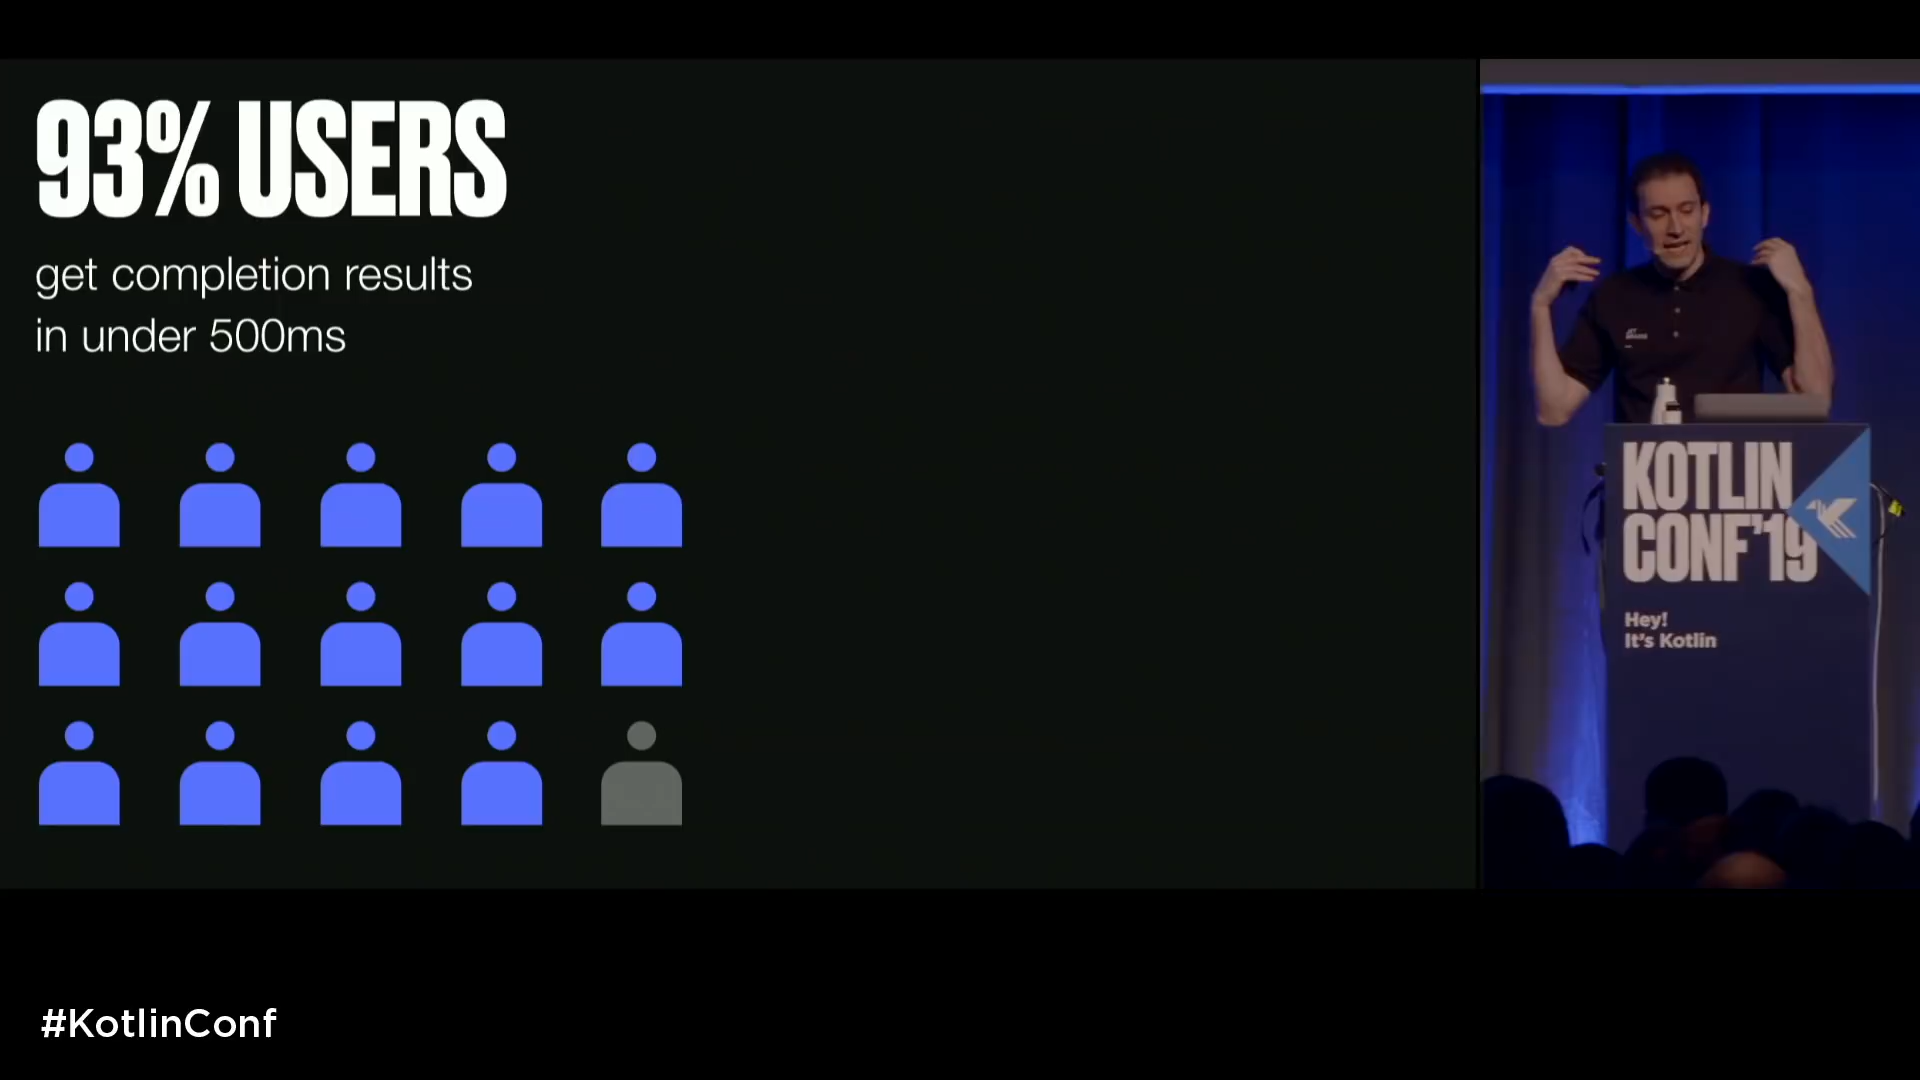 93% USERS
get completion results
in under 500ms
KOTLIN
CONF'19
Hey!
It's Kotlin
#KotlinConf